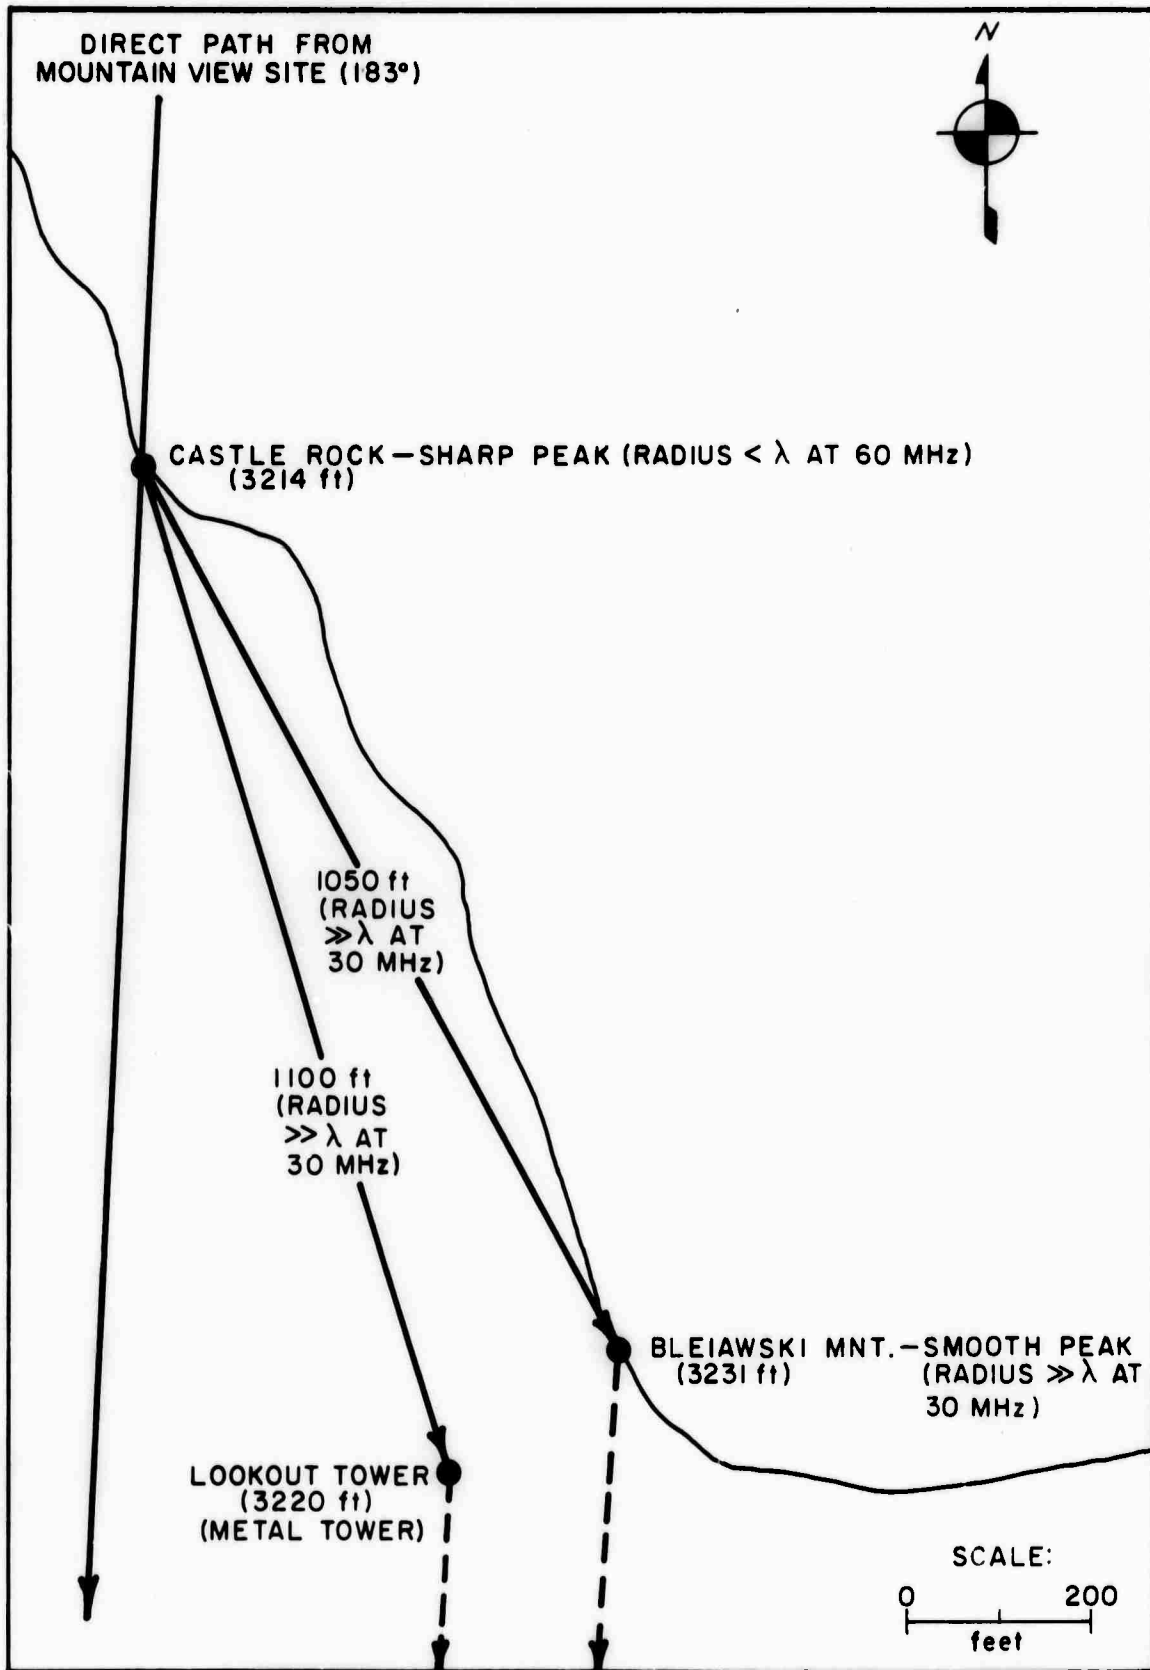 DIRECT PATH FROM
MOUNTAIN VIEW SITE (183°)
N
CASTLE ROCK—SHARP PEAK (RADIUS < λ AT 60 MHz)
(3214 ft)
1050 ft
(RADIUS
≫λ AT
30 MHz)
1100 ft
(RADIUS
>> λ AT
30 MHz)
BLEIAWSKI MNT.—SMOOTH PEAK
(3231 ft) (RADIUS ≫ λ AT
30 MHz)
LOOKOUT TOWER
(3220 ft)
(METAL TOWER)
SCALE:
0 200
feet